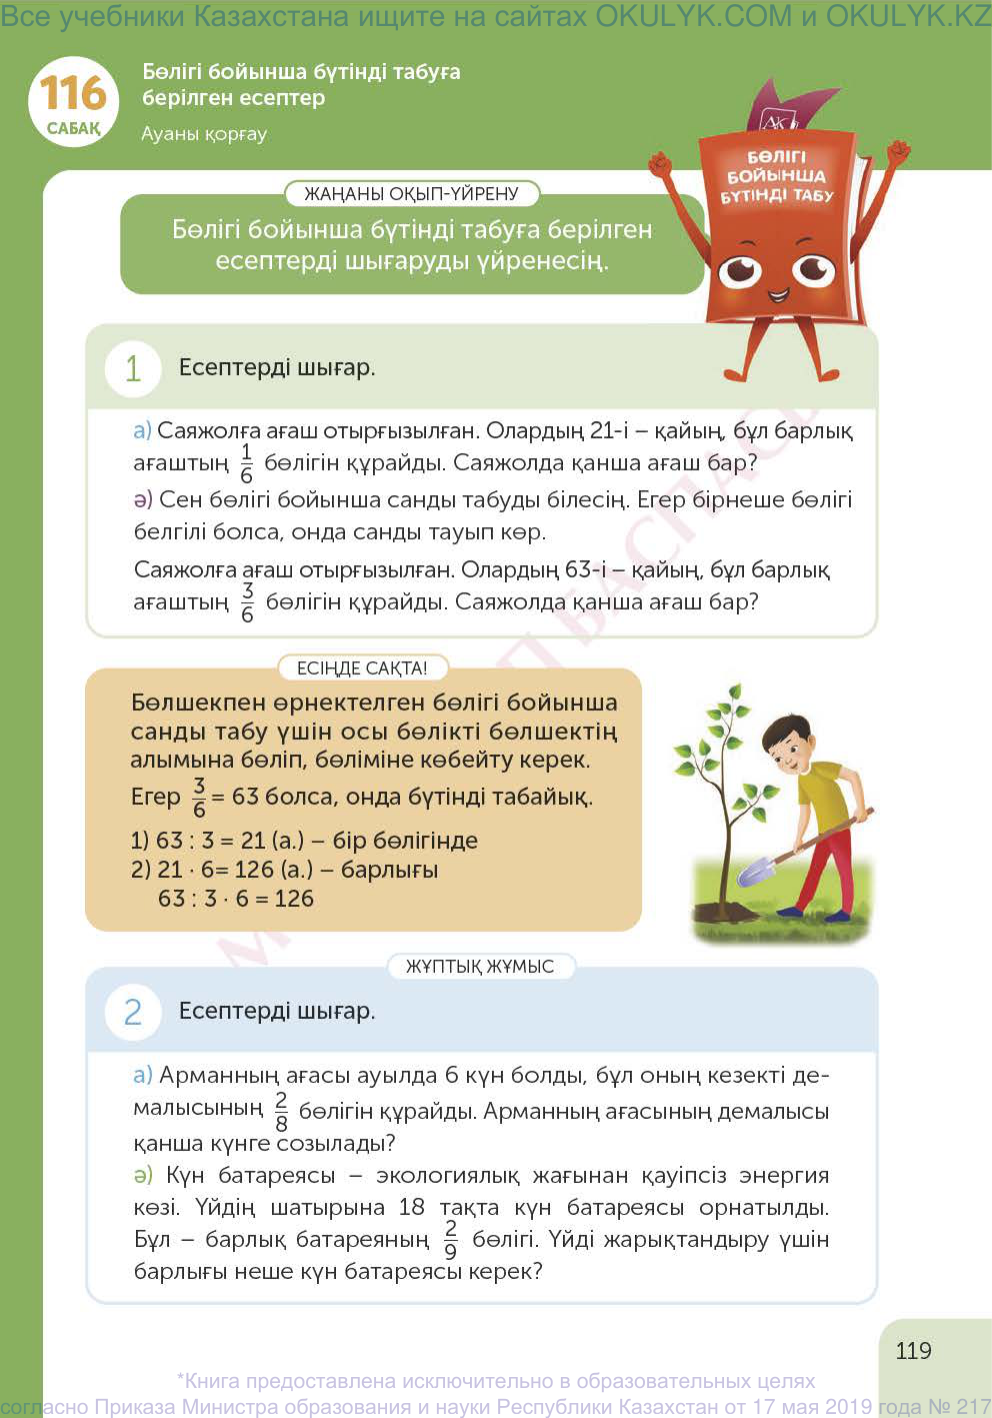 Все учебники Казахстана ищите на сайтах OKULYK.COM и OKULYK.KZ
116
САБАҚ
Бөлігі бойынша бүтінді табуға
берілген есептер
Ауаны қорғау
АҚ
БӨЛІГІ
БОЙЫНША
БҮТІНДІ ТАБУ
ЖАҢАНЫ ОҚЫП-ҮЙРЕНУ
Бөлігі бойынша бүтінді табуға берілген
есептерді шығаруды үйренесің.
1 Есептерді шығар.
а) Саяжолға ағаш отырғызылған. Олардың 21-і – қайың, бұл барлық
ағаштың 1/6 бөлігін құрайды. Саяжолда қанша ағаш бар?
ә) Сен бөлігі бойынша санды табуды білесің. Егер бірнеше бөлігі
белгілі болса, онда санды тауып көр.
Саяжолға ағаш отырғызылған. Олардың 63-і – қайың, бұл барлық
ағаштың 3/6 бөлігін құрайды. Саяжолда қанша ағаш бар?
ЕСІҢДЕ САҚТА!
Бөлшекпен өрнектелген бөлігі бойынша
санды табу үшін осы бөлікті бөлшектің
алымына бөліп, бөліміне көбейту керек.
Егер 3/6 = 63 болса, онда бүтінді табайық.
1) 63 : 3 = 21 (а.) – бір бөлігінде
2) 21 · 6= 126 (а.) – барлығы
63 : 3 · 6 = 126
ЖҰПТЫҚ ЖҰМЫС
2 Есептерді шығар.
а) Арманның ағасы ауылда 6 күн болды, бұл оның кезекті де-
малысының 2/8 бөлігін құрайды. Арманның ағасының демалысы
қанша күнге созылады?
ә) Күн батареясы – экологиялық жағынан қауіпсіз энергия
көзі. Үйдің шатырына 18 тақта күн батареясы орнатылды.
Бұл – барлық батареяның 2/9 бөлігі. Үйді жарықтандыру үшін
барлығы неше күн батареясы керек?
119
*Книга предоставлена исключительно в образовательных целях
согласно Приказа Министра образования и науки Республики Казахстан от 17 мая 2019 года № 217